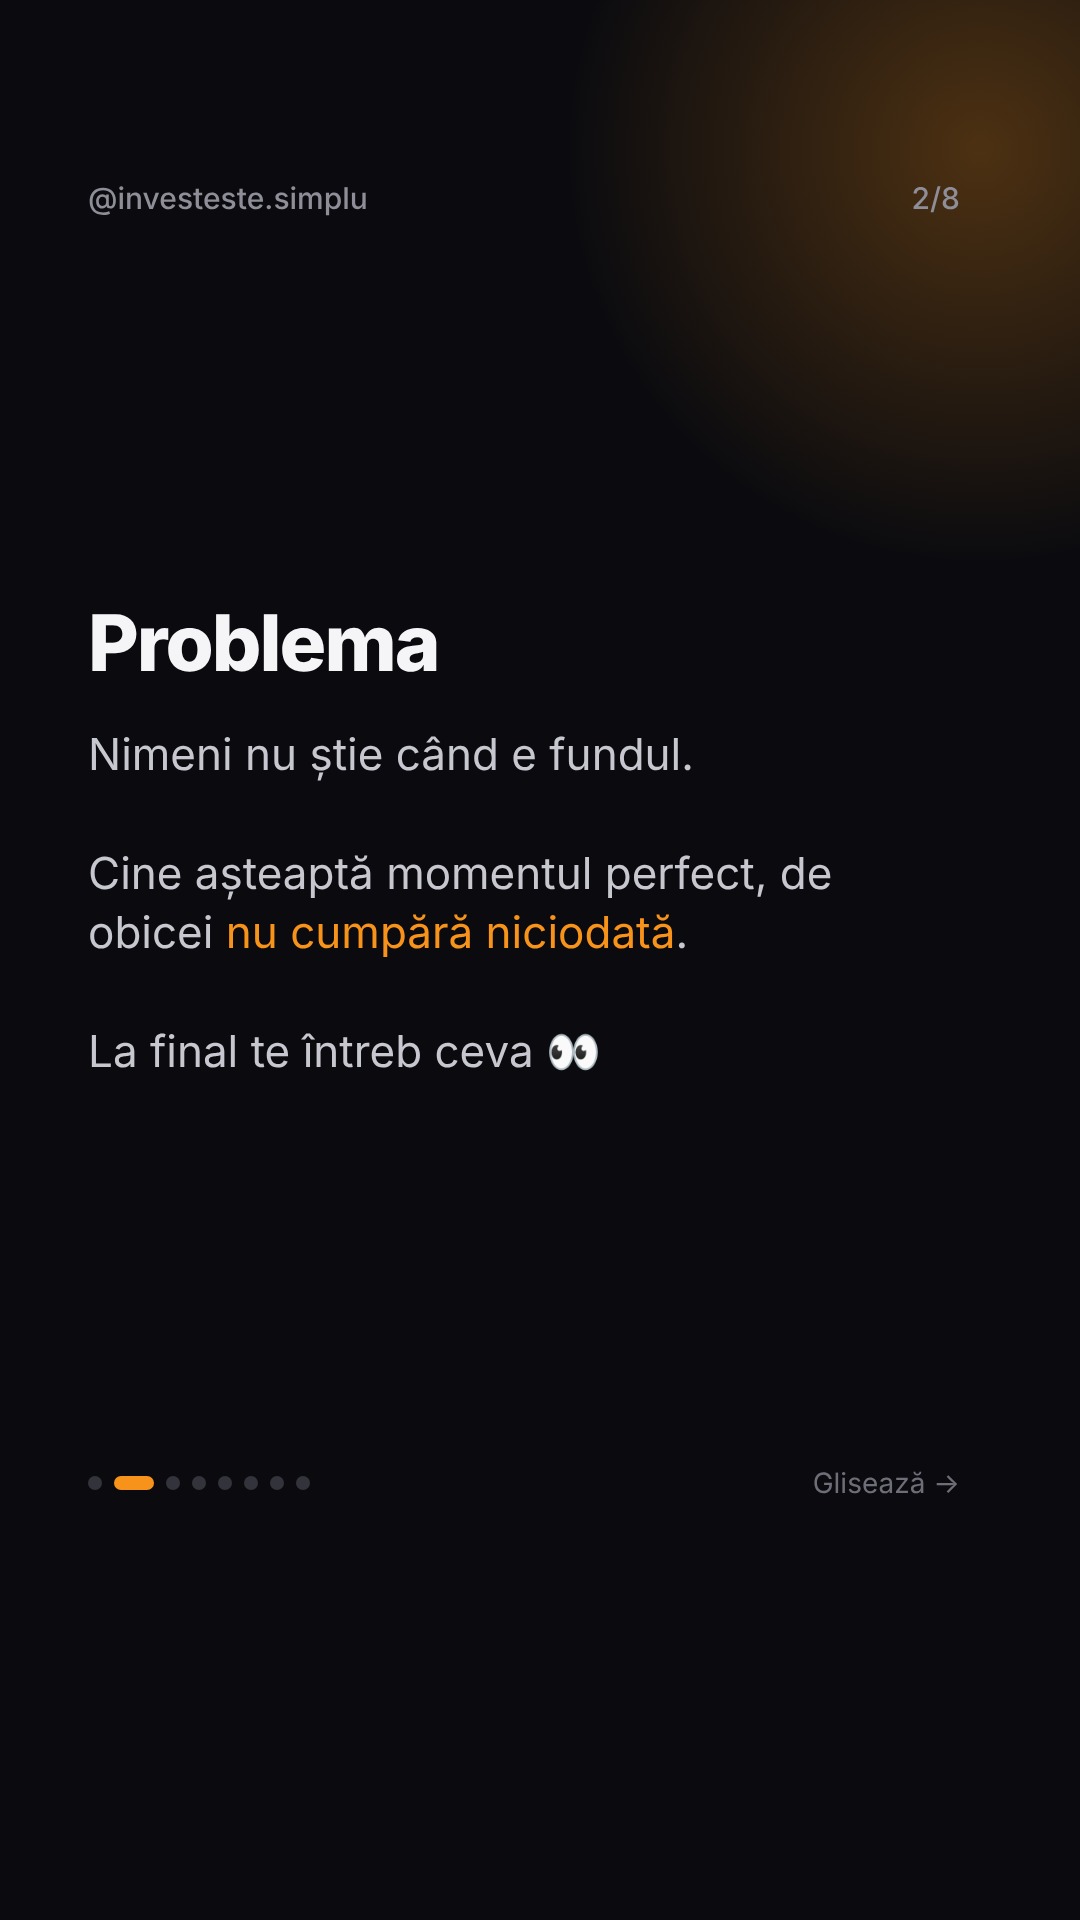 @investeste.simplu
2/8
Problema
Nimeni nu știe când e fundul.
Cine așteaptă momentul perfect, de
obicei nu cumpără niciodată.
La final te întreb ceva 👀
Glisează →